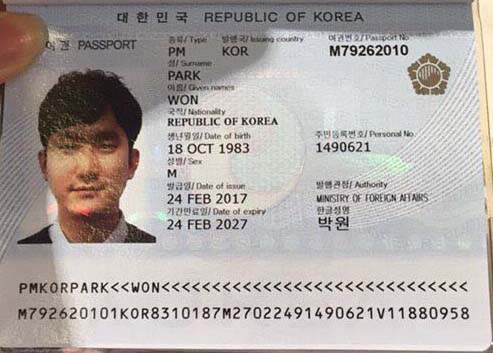 대한민국 REPUBLIC OF KOREA
여권 PASSPORT
종류/ Type 발행국/ Issuing country 여권번호/ Passport No.
PM KOR M79262010
성/ Surname
PARK
이름/ Given names
WON
국적/ Nationality
REPUBLIC OF KOREA
생년월일/ Date of birth 주민등록번호/ Personal No.
18 OCT 1983 1490621
성별/ Sex
M
발급일/ Date of issue 발행관청/ Authority
24 FEB 2017 MINISTRY OF FOREIGN AFFAIRS
기간만료일/ Date of expiry 한글성명
24 FEB 2027 박원
PMKORPARK<<WON<<<<<<<<<<<<<<<<<<<<<<<<<<<<<<
M792620101KOR8310187M27022491490621V11880958